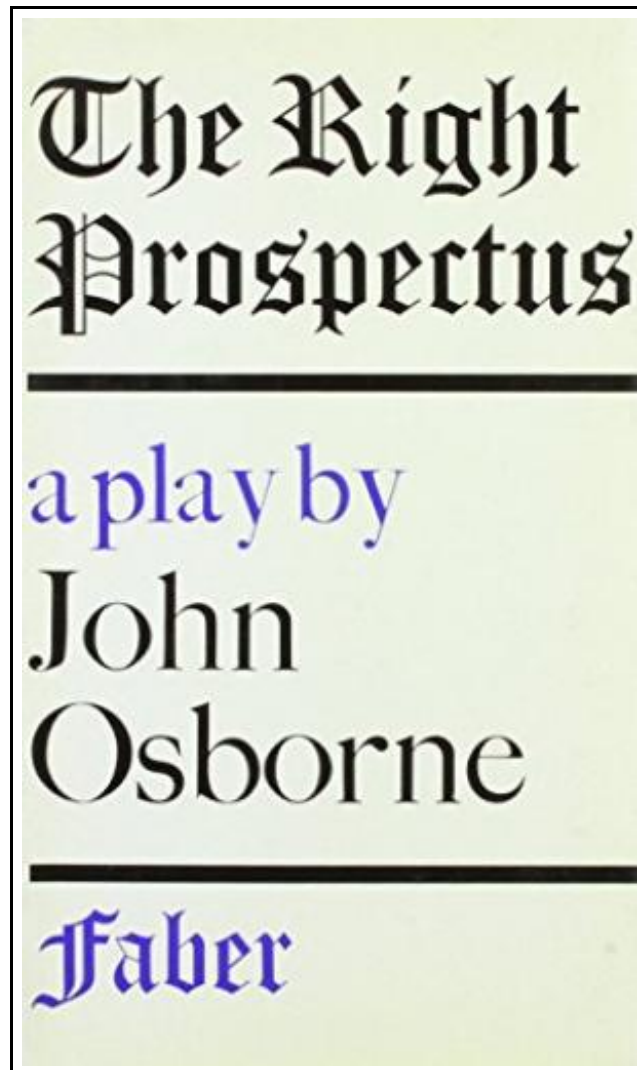 The Right
Prospectus
a play by
John
Osborne
Faber